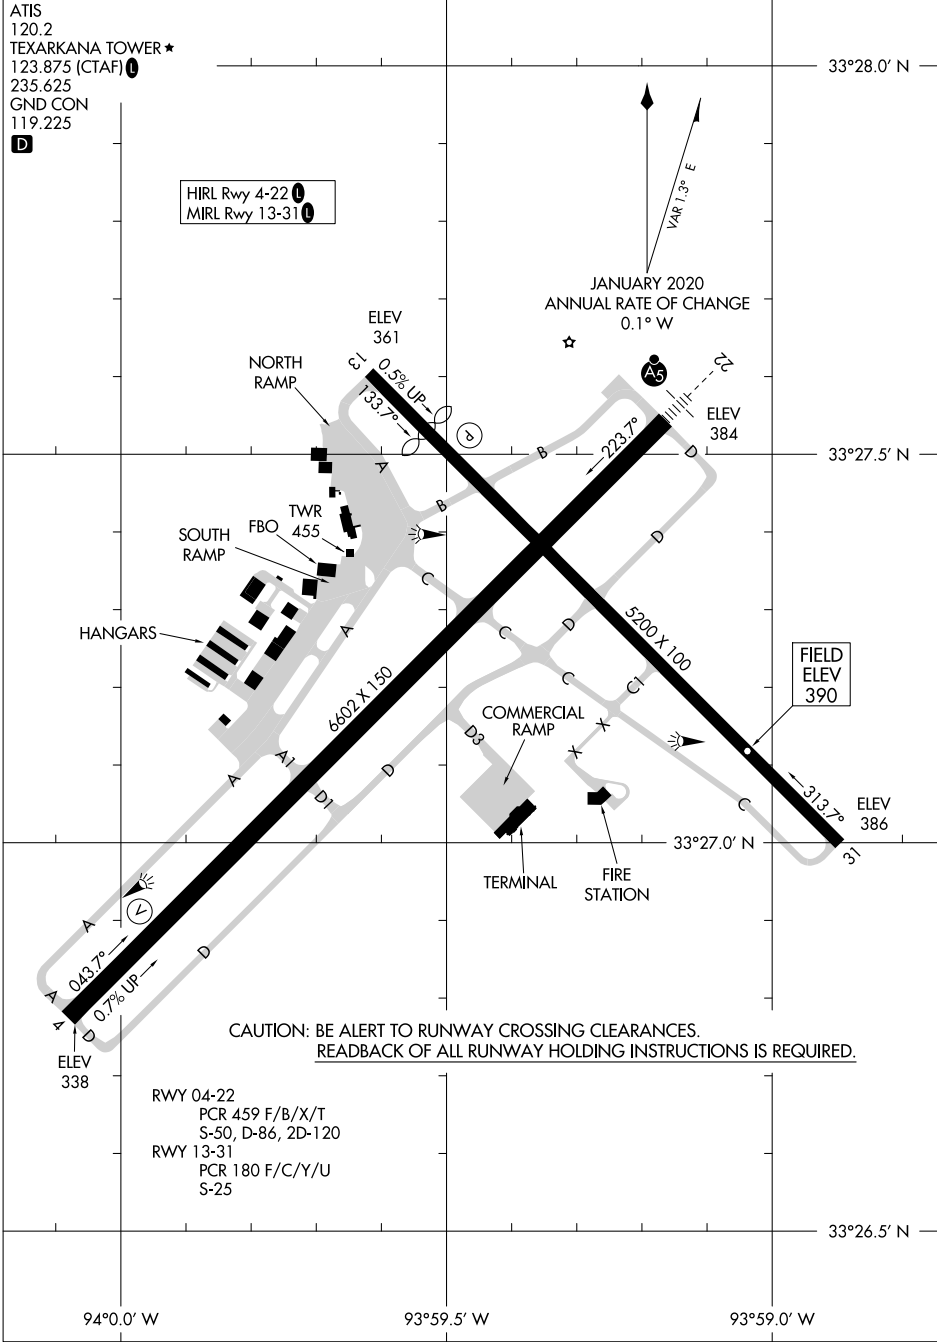 ATIS
120.2
TEXARKANA TOWER★
123.875 (CTAF) L
235.625
GND CON
119.225
D
33°28.0' N
HIRL Rwy 4-22 L
MIRL Rwy 13-31 L
VAR 1.3° E
JANUARY 2020
ANNUAL RATE OF CHANGE
0.1° W
ELEV
361
13
0.5% UP
133.7°
NORTH
RAMP
A5
22
ELEV
384
223.7°
P
33°27.5' N
A
B
B
D
D
TWR
455
FBO
SOUTH
RAMP
C
A
C
D
5200 X 100
HANGARS
C
C1
FIELD
ELEV
390
6602 X 150
COMMERCIAL
RAMP
D3
X
X
A1
D
A
D1
C
313.7°
ELEV
386
31
33°27.0' N
TERMINAL
FIRE
STATION
V
A
D
043.7°
0.7% UP
A
4
D
ELEV
338
CAUTION: BE ALERT TO RUNWAY CROSSING CLEARANCES.
READBACK OF ALL RUNWAY HOLDING INSTRUCTIONS IS REQUIRED.
RWY 04-22
PCR 459 F/B/X/T
S-50, D-86, 2D-120
RWY 13-31
PCR 180 F/C/Y/U
S-25
33°26.5' N
94°0.0' W
93°59.5' W
93°59.0' W